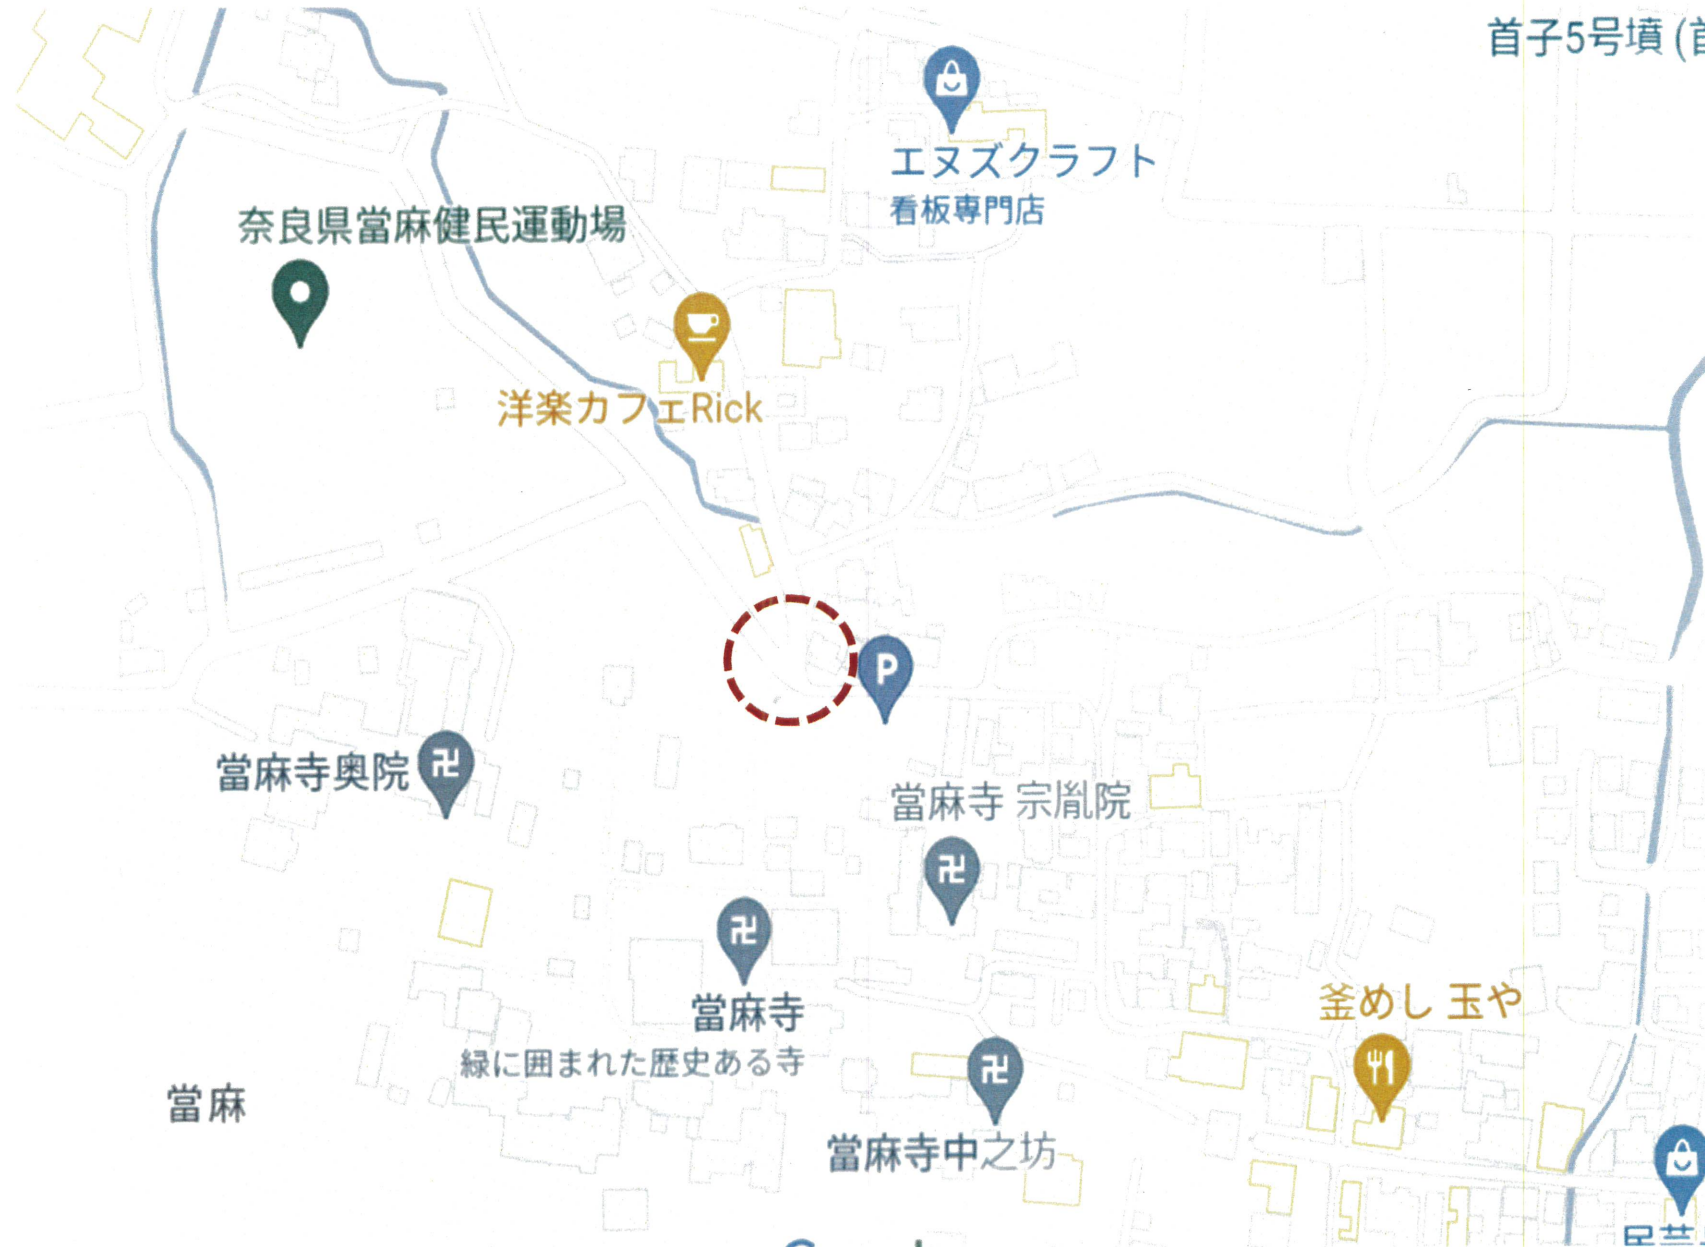 首子5号墳 (首
エヌズクラフト
看板専門店
奈良県當麻健民運動場
洋楽カフェRick
P
當麻寺奥院
當麻寺 宗胤院
當麻寺
緑に囲まれた歴史ある寺
釜めし 玉や
當麻
當麻寺中之坊